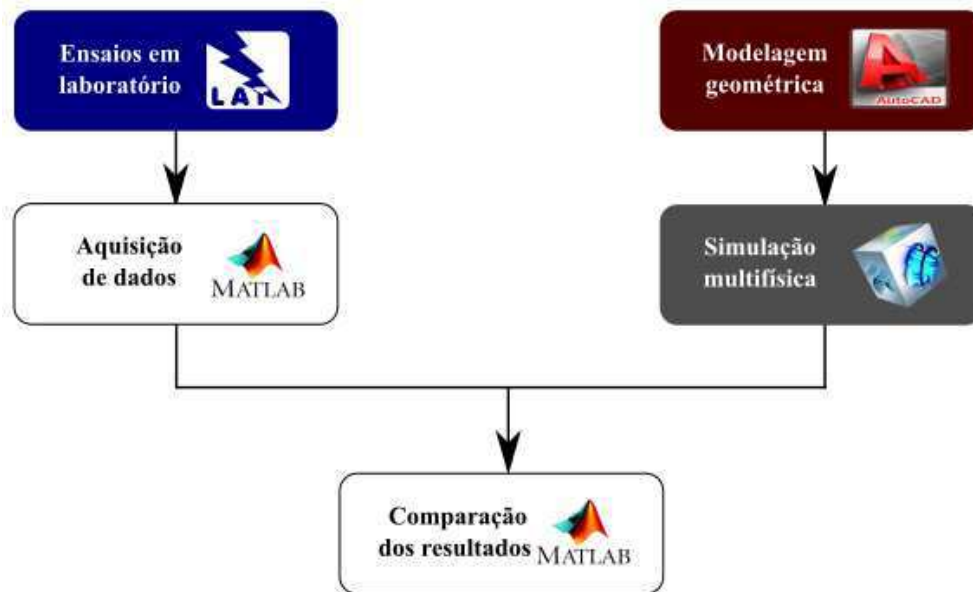 Ensaios em
laboratório
LAT
Modelagem
geométrica
AutoCAD
Aquisição
de dados
MATLAB
Simulação
multifísica
Comparação
dos resultados
MATLAB